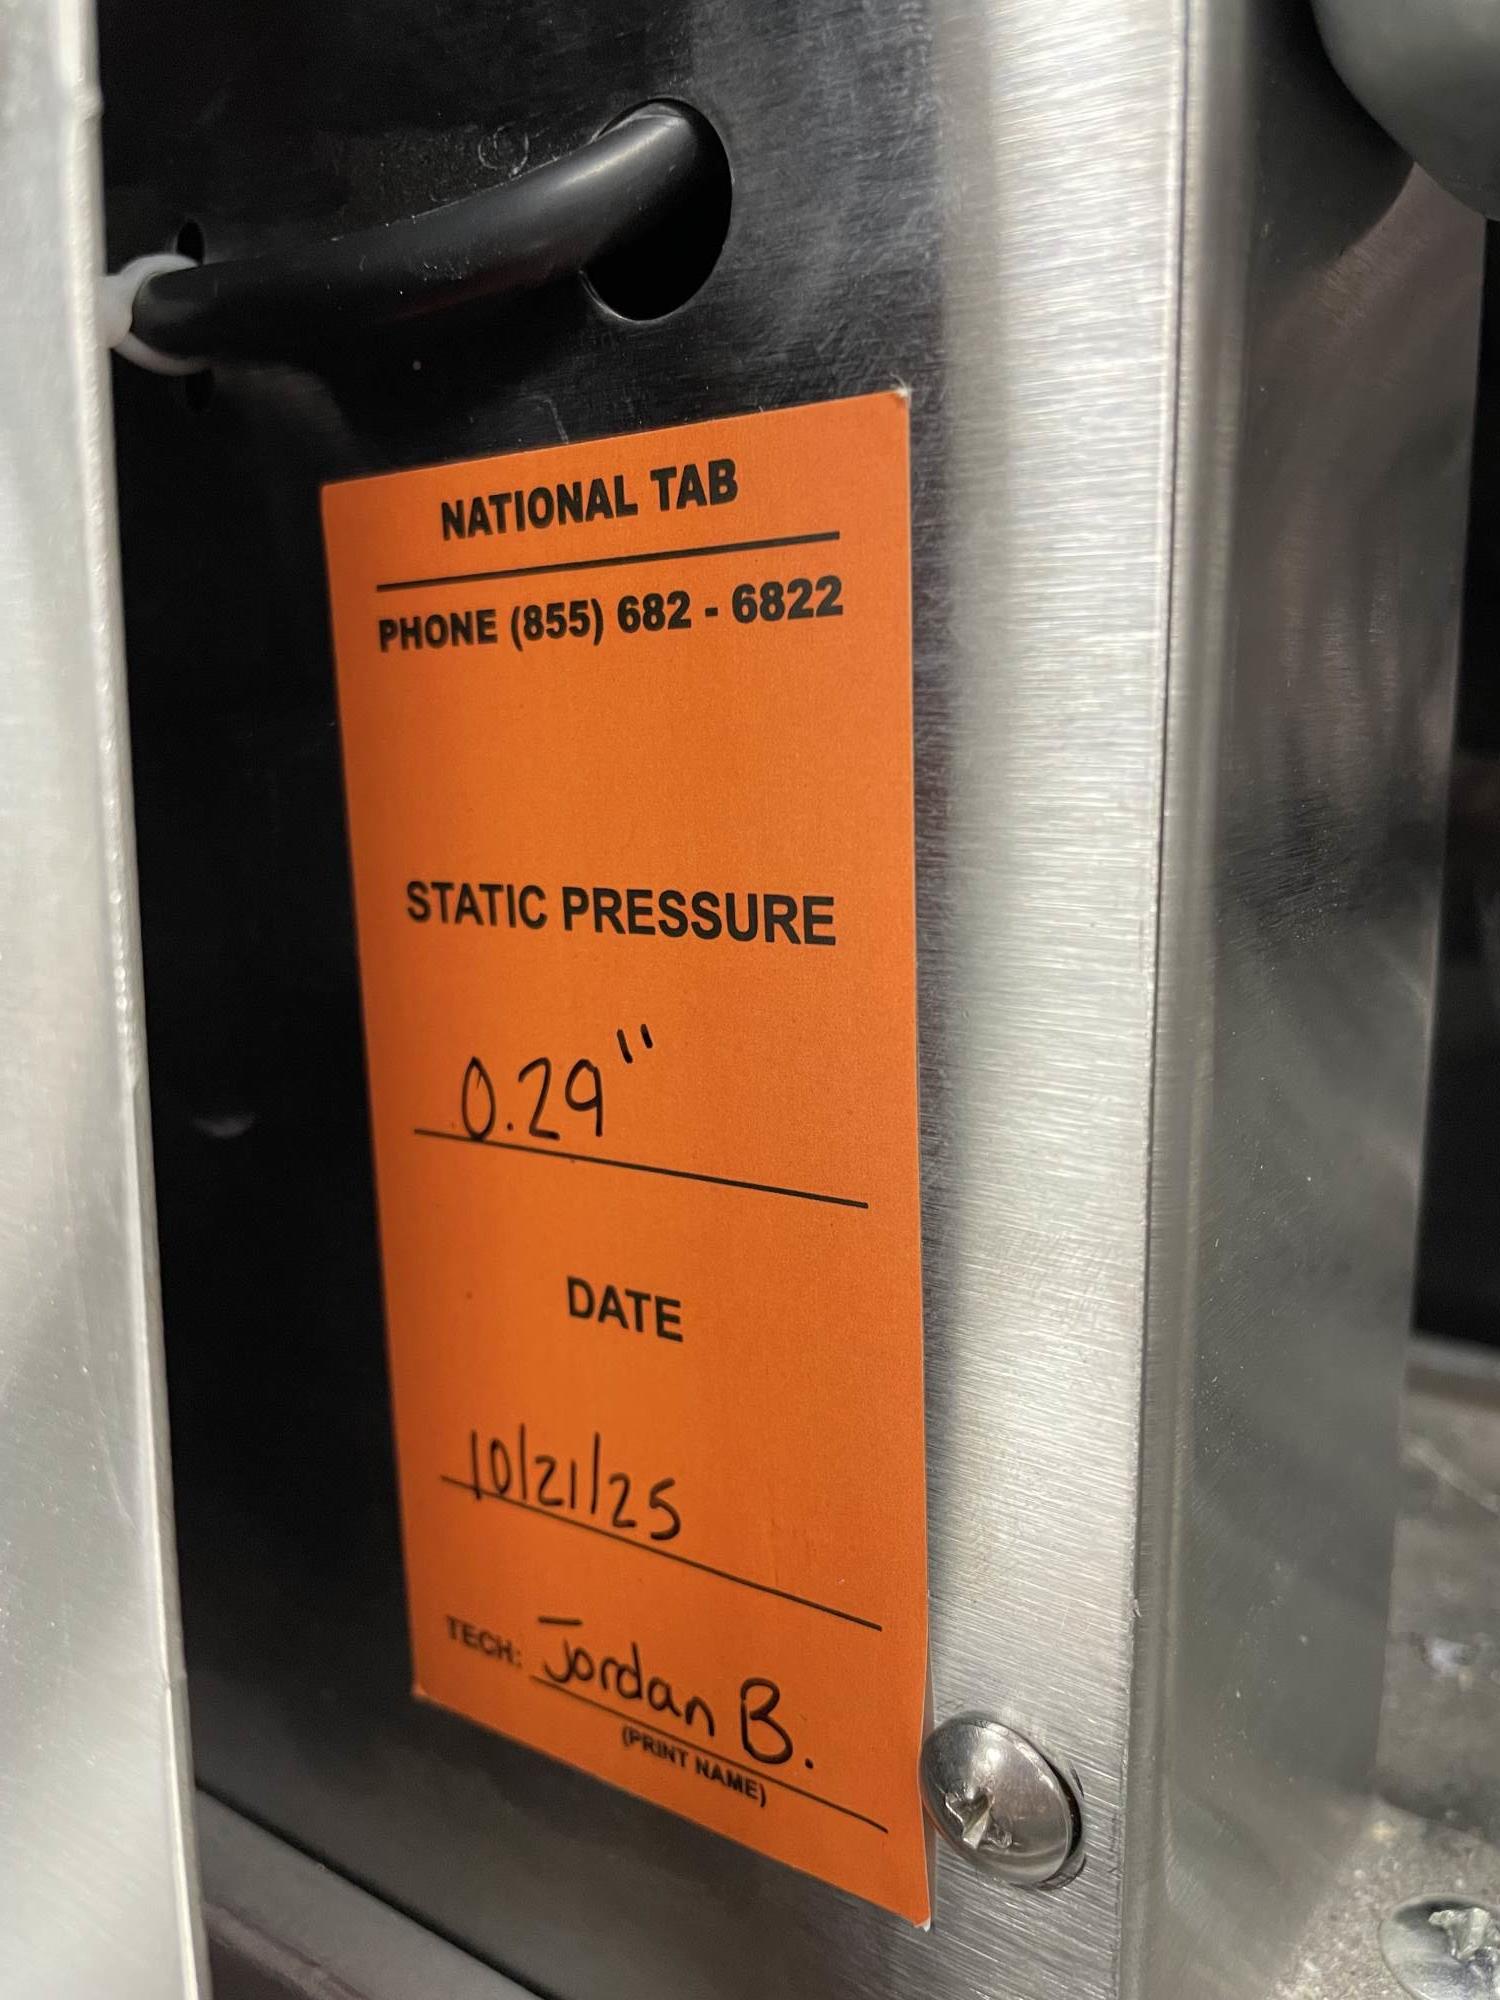 NATIONAL TAB
PHONE (855) 682 - 6822
STATIC PRESSURE
0.29"
DATE
10/21/25
TECH: Jordan B.
(PRINT NAME)